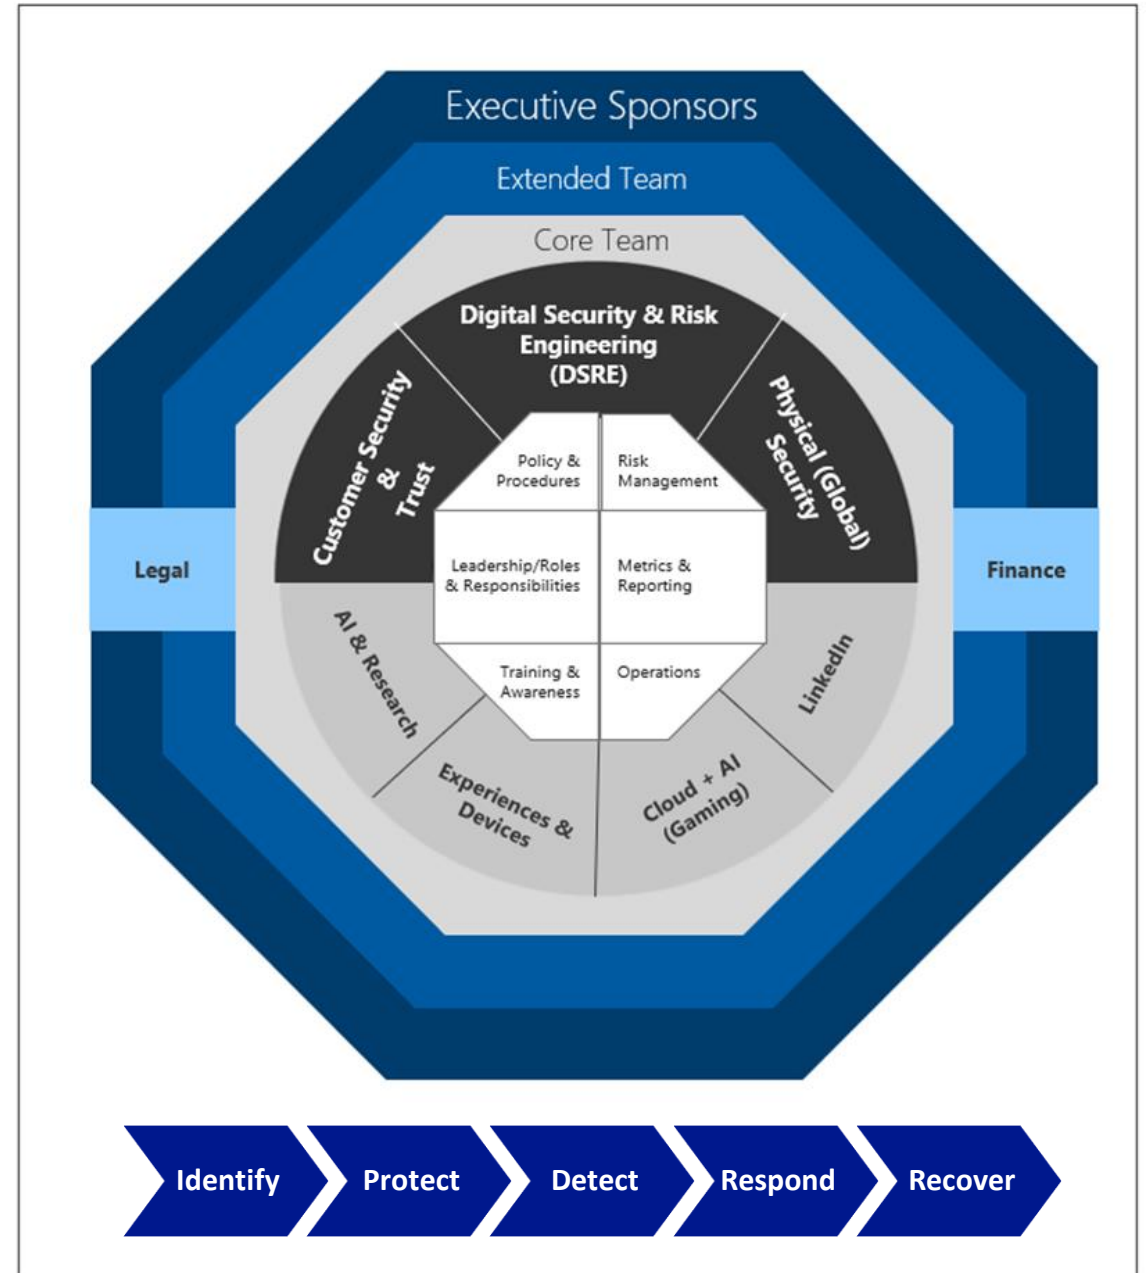 Executive Sponsors
Extended Team
Core Team
Digital Security & Risk
Engineering
(DSRE)
Customer Security
&
Trust
Physical (Global)
Security
Policy &
Procedures
Risk
Management
Leadership/Roles
& Responsibilities
Metrics &
Reporting
Training &
Awareness
Operations
Legal
Finance
AI & Research
Experiences &
Devices
Cloud + AI
(Gaming)
LinkedIn
Identify
Protect
Detect
Respond
Recover